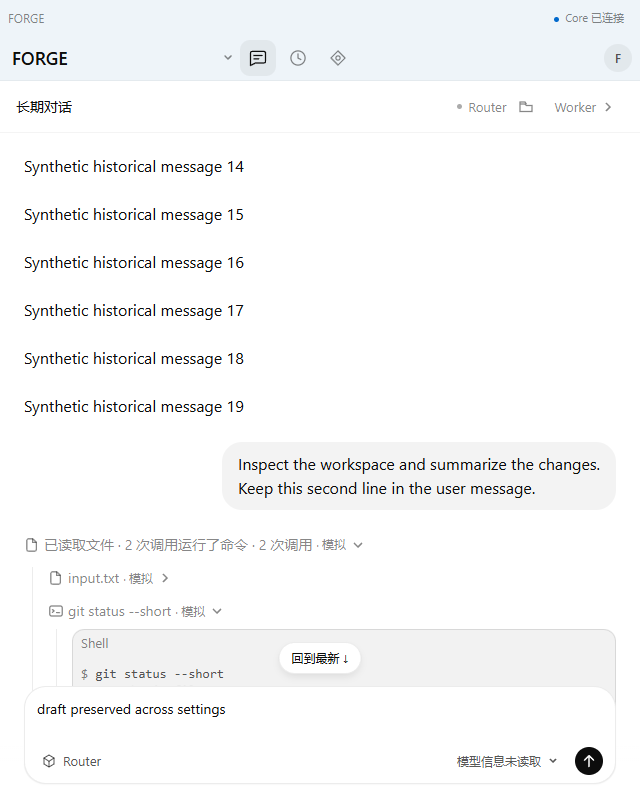 FORGE
Core 已连接
FORGE
F
长期对话
Router
Worker
Synthetic historical message 14
Synthetic historical message 15
Synthetic historical message 16
Synthetic historical message 17
Synthetic historical message 18
Synthetic historical message 19
Inspect the workspace and summarize the changes.
Keep this second line in the user message.
已读取文件 · 2 次调用运行了命令 · 2 次调用 · 模拟
input.txt · 模拟
git status --short · 模拟
Shell
回到最新 ↓
$ git status --short
draft preserved across settings
Router
模型信息未读取